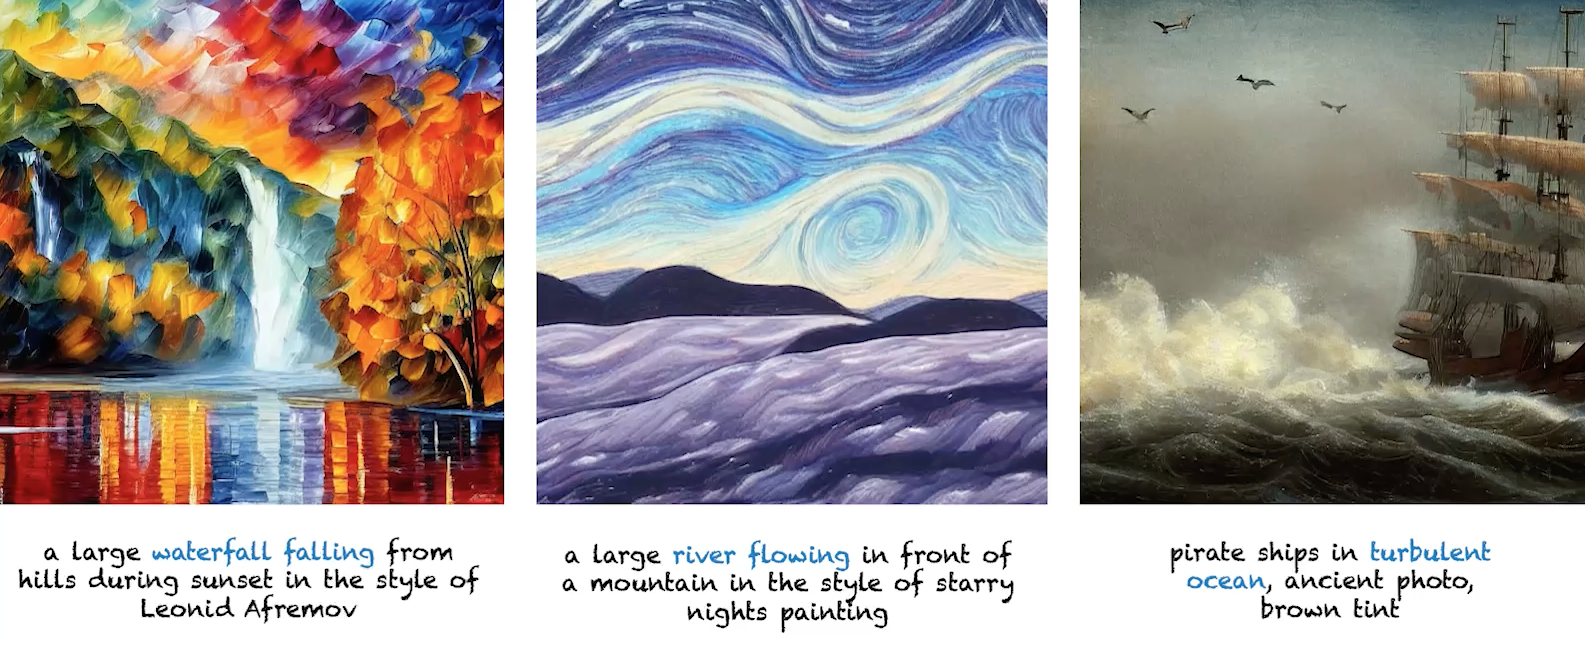 a large waterfall falling from
hills during sunset in the style of
Leonid Afremov
a large river flowing in front of
a mountain in the style of starry
nights painting
pirate ships in turbulent
ocean, ancient photo,
brown tint